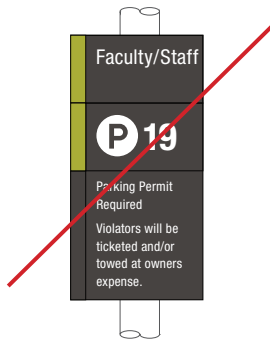 Faculty/Staff
P 19
Parking Permit
Required
Violators will be
ticketed and/or
towed at owners
expense.